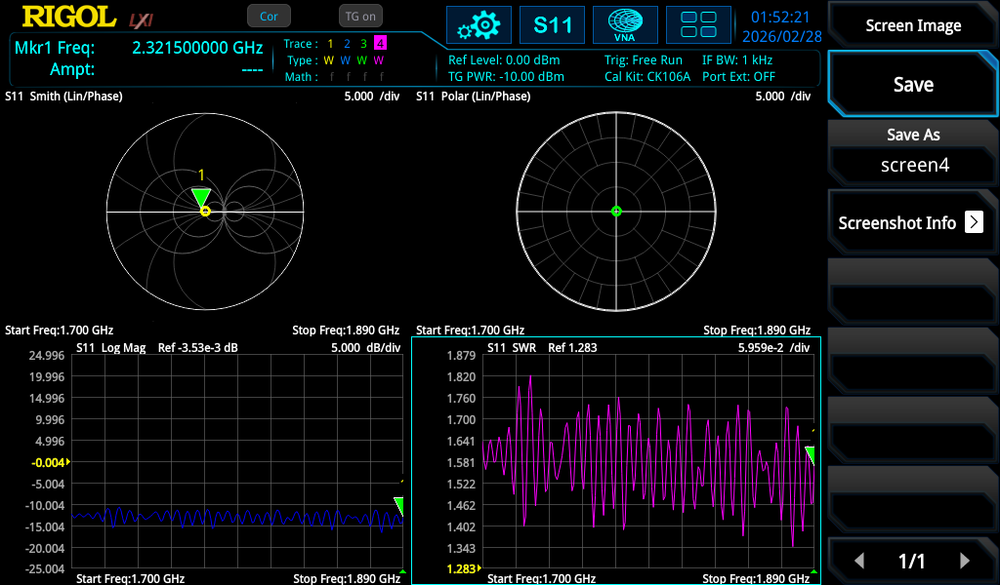 RIGOL LXI Cor TG on S11 VNA 01:52:21
2026/02/28
Mkr1 Freq: 2.321500000 GHz
Ampt: ----
Trace : 1 2 3 4
Type : W W W W
Math : f f f f
Ref Level: 0.00 dBm Trig: Free Run IF BW: 1 kHz
TG PWR: -10.00 dBm Cal Kit: CK106A Port Ext: OFF
S11 Smith (Lin/Phase) 5.000 /div
1
Start Freq:1.700 GHz Stop Freq:1.890 GHz
S11 Polar (Lin/Phase) 5.000 /div
Start Freq:1.700 GHz Stop Freq:1.890 GHz
S11 Log Mag Ref -3.53e-3 dB 5.000 dB/div
24.996
19.996
14.996
9.996
4.996
-0.004
-5.004
-10.004
-15.004
-20.004
-25.004
Start Freq:1.700 GHz Stop Freq:1.890 GHz
S11 SWR Ref 1.283 5.959e-2 /div
1.879
1.820
1.760
1.700
1.641
1.581
1.522
1.462
1.402
1.343
1.283
Start Freq:1.700 GHz Stop Freq:1.890 GHz
Screen Image
Save
Save As
screen4
Screenshot Info
1/1